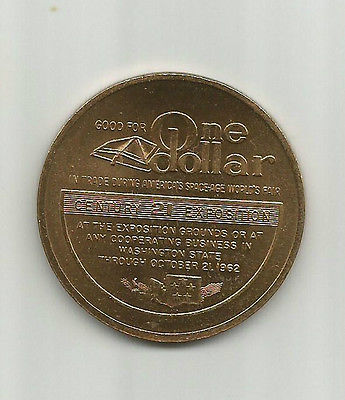 GOOD FOR One
dollar
IN TRADE DURING AMERICA'S SPACE-AGE WORLD'S FAIR
CENTURY 21 EXPOSITION
AT THE EXPOSITION GROUNDS OR AT
ANY COOPERATING BUSINESS IN
WASHINGTON STATE
THROUGH OCTOBER 21, 1962